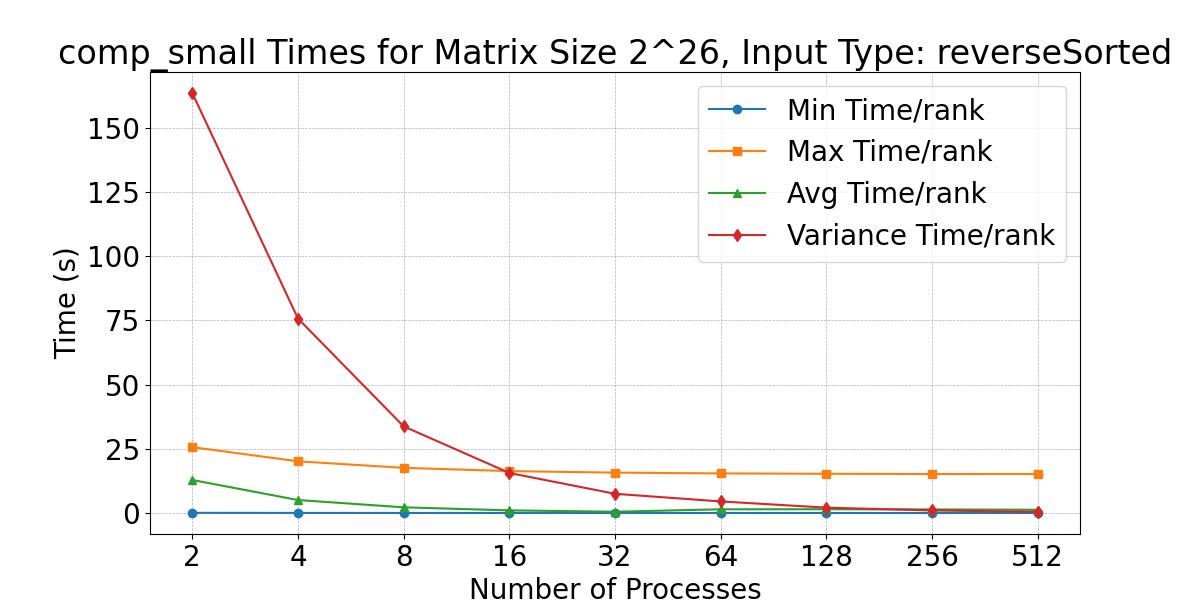 comp_small Times for Matrix Size 2^26, Input Type: reverseSorted
Min Time/rank
Max Time/rank
Avg Time/rank
Variance Time/rank
Time (s)
150
125
100
75
50
25
0
2 4 8 16 32 64 128 256 512
Number of Processes